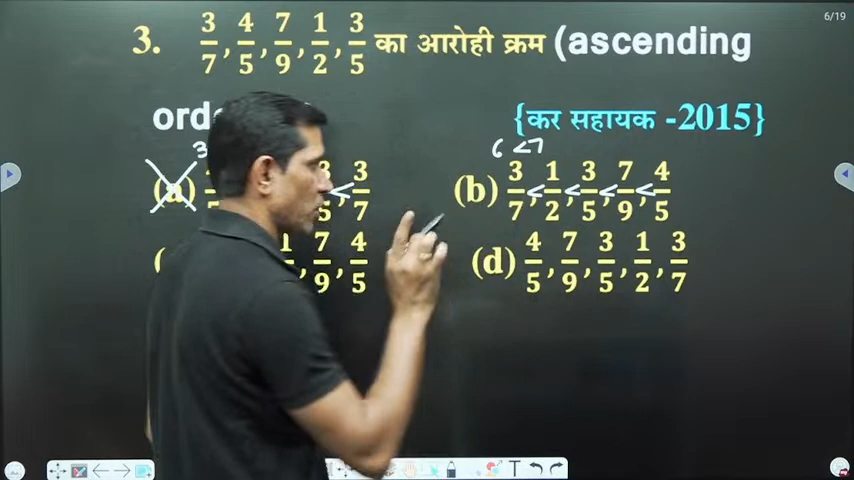 6/19
3. 3/7, 4/5, 7/9, 1/2, 3/5 का आरोही क्रम (ascending
{कर सहायक -2015}
6 < 7
(a) < 3/7 (b) 3/7, < 1/2, < 3/5, < 7/9, < 4/5
7/9, 4/5 (d) 4/5, 7/9, 3/5, 1/2, 3/7
T